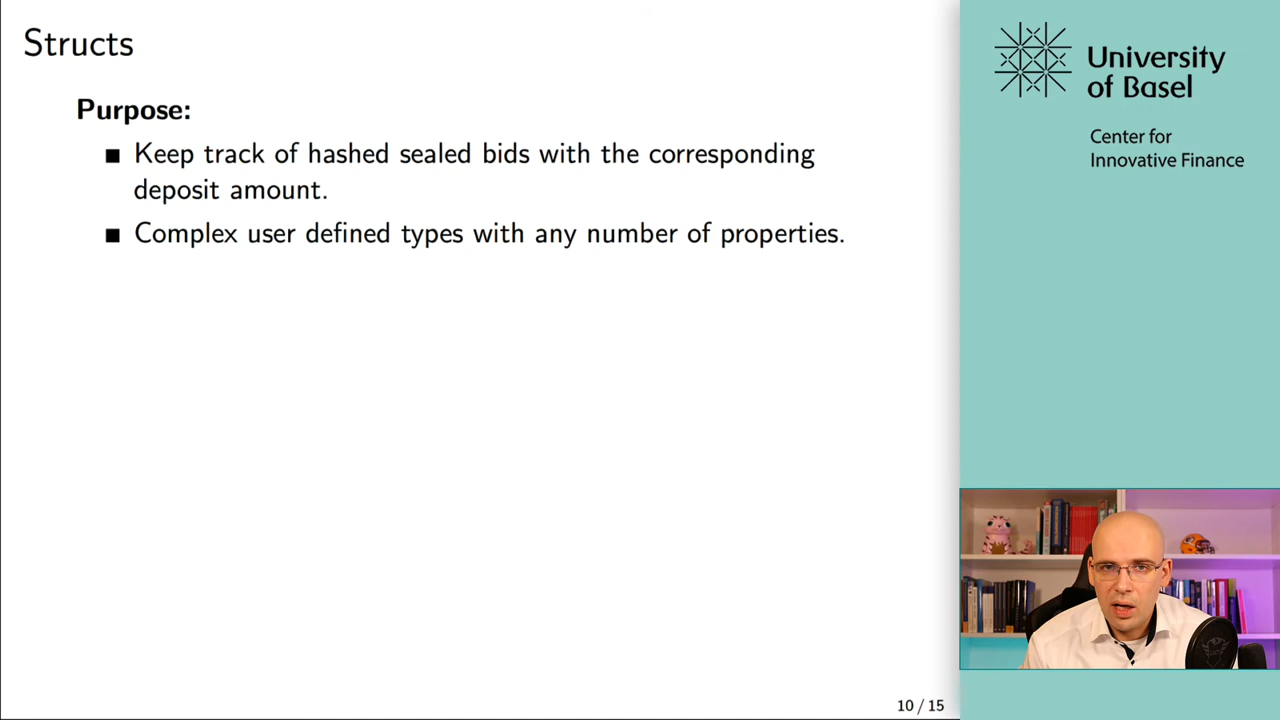 Structs
Purpose:
Keep track of hashed sealed bids with the corresponding
deposit amount.
Complex user defined types with any number of properties.
10 / 15
University
of Basel
Center for
Innovative Finance